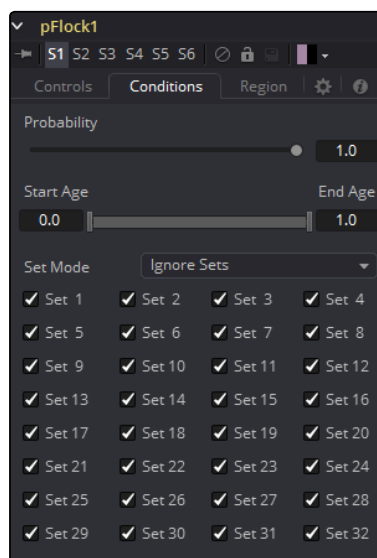 pFlock1
S1 S2 S3 S4 S5 S6
Controls Conditions Region
Probability
1.0
Start Age End Age
0.0 1.0
Set Mode Ignore Sets
Set 1 Set 2 Set 3 Set 4
Set 5 Set 6 Set 7 Set 8
Set 9 Set 10 Set 11 Set 12
Set 13 Set 14 Set 15 Set 16
Set 17 Set 18 Set 19 Set 20
Set 21 Set 22 Set 23 Set 24
Set 25 Set 26 Set 27 Set 28
Set 29 Set 30 Set 31 Set 32